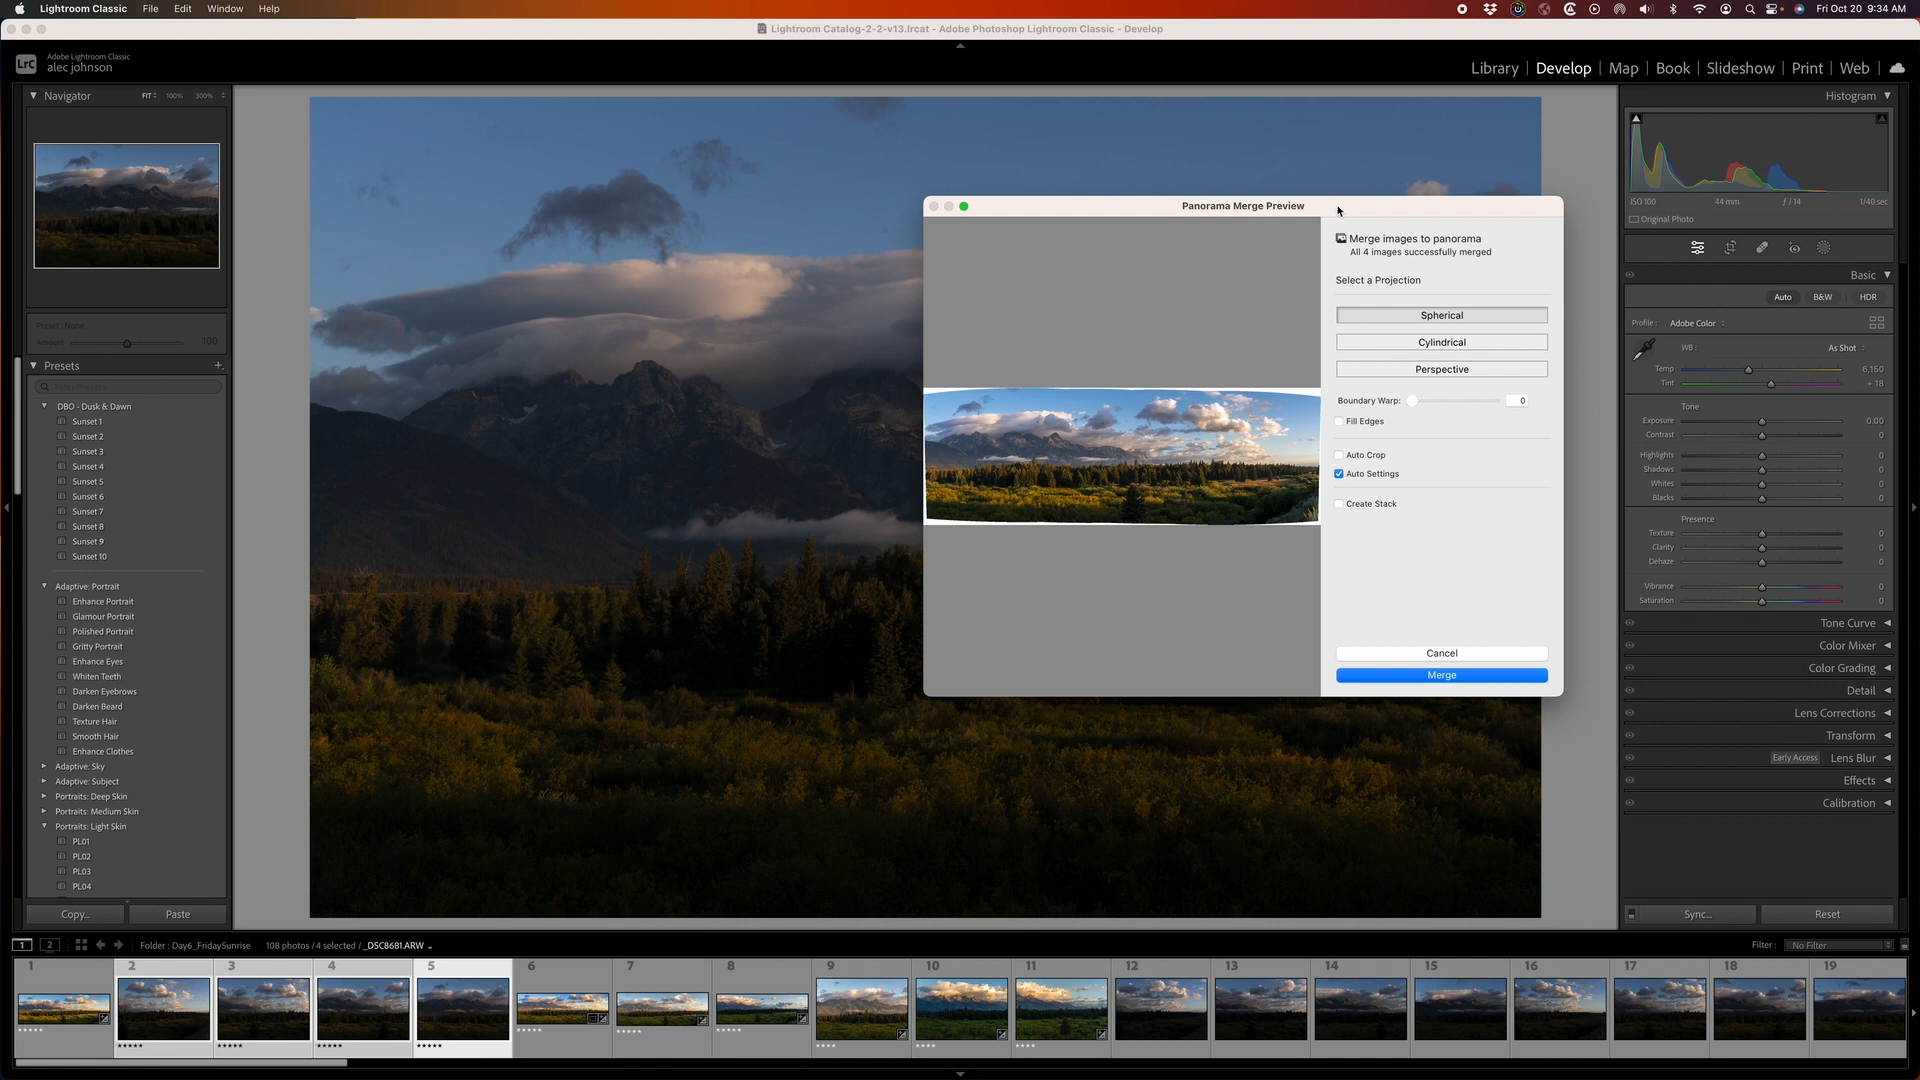 Lightroom Classic File Edit Window Help
Fri Oct 20 9:34 AM
Lightroom Catalog-2-2-v13.lrcat - Adobe Photoshop Lightroom Classic - Develop
LrC
Adobe Lightroom Classic
alec johnson
Library | Develop | Map | Book | Slideshow | Print | Web |
Navigator FIT 100% 300%
Preset : None
Amount 100
Presets +
Filter Presets
DBO - Dusk & Dawn
Sunset 1
Sunset 2
Sunset 3
Sunset 4
Sunset 5
Sunset 6
Sunset 7
Sunset 8
Sunset 9
Sunset 10
Adaptive: Portrait
Enhance Portrait
Glamour Portrait
Polished Portrait
Gritty Portrait
Enhance Eyes
Whiten Teeth
Darken Eyebrows
Darken Beard
Texture Hair
Smooth Hair
Enhance Clothes
Adaptive: Sky
Adaptive: Subject
Portraits: Deep Skin
Portraits: Medium Skin
Portraits: Light Skin
PL01
PL02
PL03
PL04
Copy... Paste
Panorama Merge Preview
Merge images to panorama
All 4 images successfully merged
Select a Projection
Spherical
Cylindrical
Perspective
Boundary Warp: 0
Fill Edges
Auto Crop
Auto Settings
Create Stack
Cancel
Merge
Histogram
ISO 100 44 mm ƒ / 14 1/40 sec
Original Photo
Basic
Auto B&W HDR
Profile : Adobe Color
WB : As Shot
Temp 6,150
Tint + 18
Tone
Exposure 0.00
Contrast 0
Highlights 0
Shadows 0
Whites 0
Blacks 0
Presence
Texture 0
Clarity 0
Dehaze 0
Vibrance 0
Saturation 0
Tone Curve
Color Mixer
Color Grading
Detail
Lens Corrections
Transform
Early Access Lens Blur
Effects
Calibration
Sync... Reset
1 2 Folder : Day6_FridaySunrise 108 photos / 4 selected / _DSC8681.ARW
Filter : No Filter
1 2 3 4 5 6 7 8 9 10 11 12 13 14 15 16 17 18 19